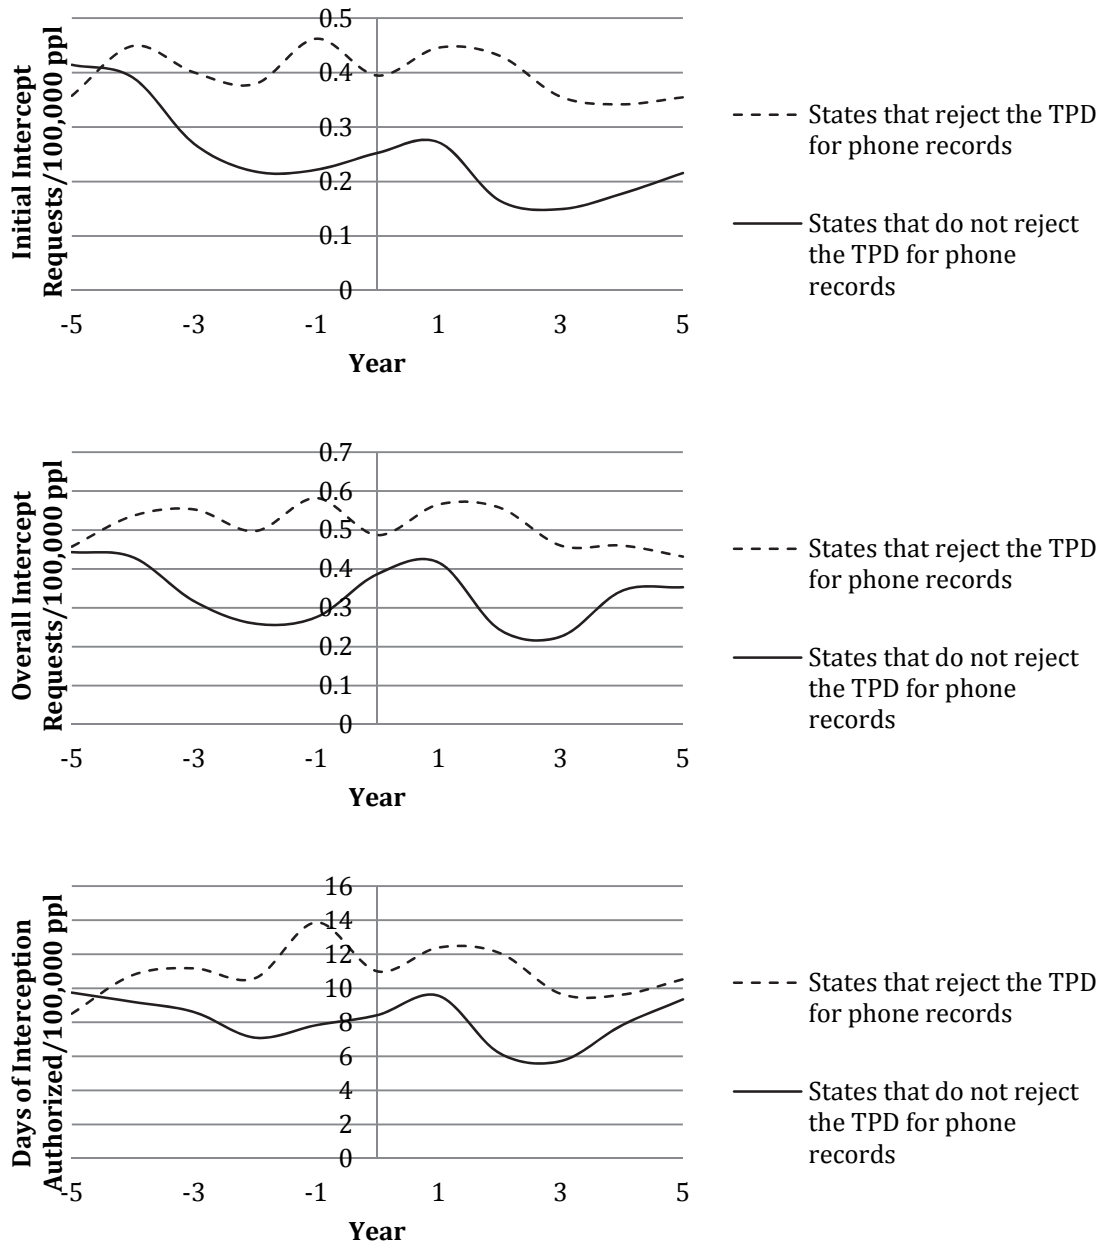 Initial Intercept
Requests/100,000 ppl
0.5
0.4
0.3
0.2
0.1
0
-5 -3 -1 1 3 5
Year
States that reject the TPD
for phone records
States that do not reject
the TPD for phone
records
Overall Intercept
Requests/100,000 ppl
0.7
0.6
0.5
0.4
0.3
0.2
0.1
0
-5 -3 -1 1 3 5
Year
States that reject the TPD
for phone records
States that do not reject
the TPD for phone
records
Days of Interception
Authorized/100,000 ppl
16
14
12
10
8
6
4
2
0
-5 -3 -1 1 3 5
Year
States that reject the TPD
for phone records
States that do not reject
the TPD for phone
records